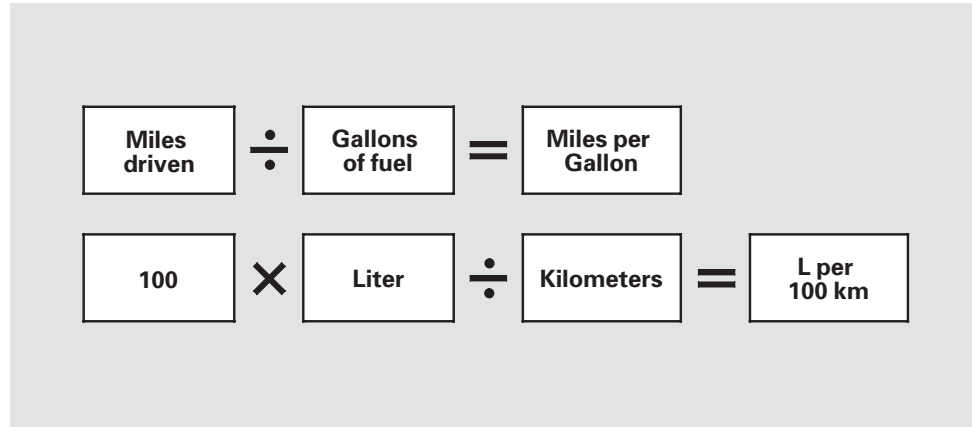 Miles
driven
÷
Gallons
of fuel
=
Miles per
Gallon
100
×
Liter
÷
Kilometers
=
L per
100 km